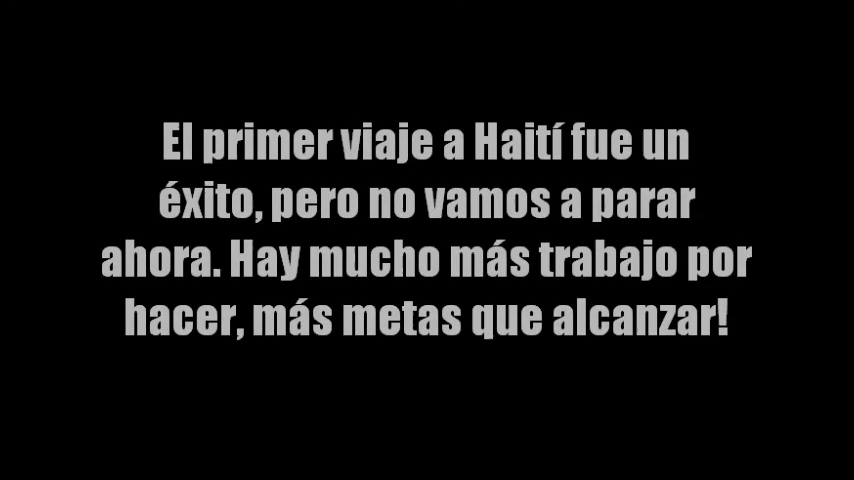 El primer viaje a Haití fue un
éxito, pero no vamos a parar
ahora. Hay mucho más trabajo por
hacer, más metas que alcanzar!